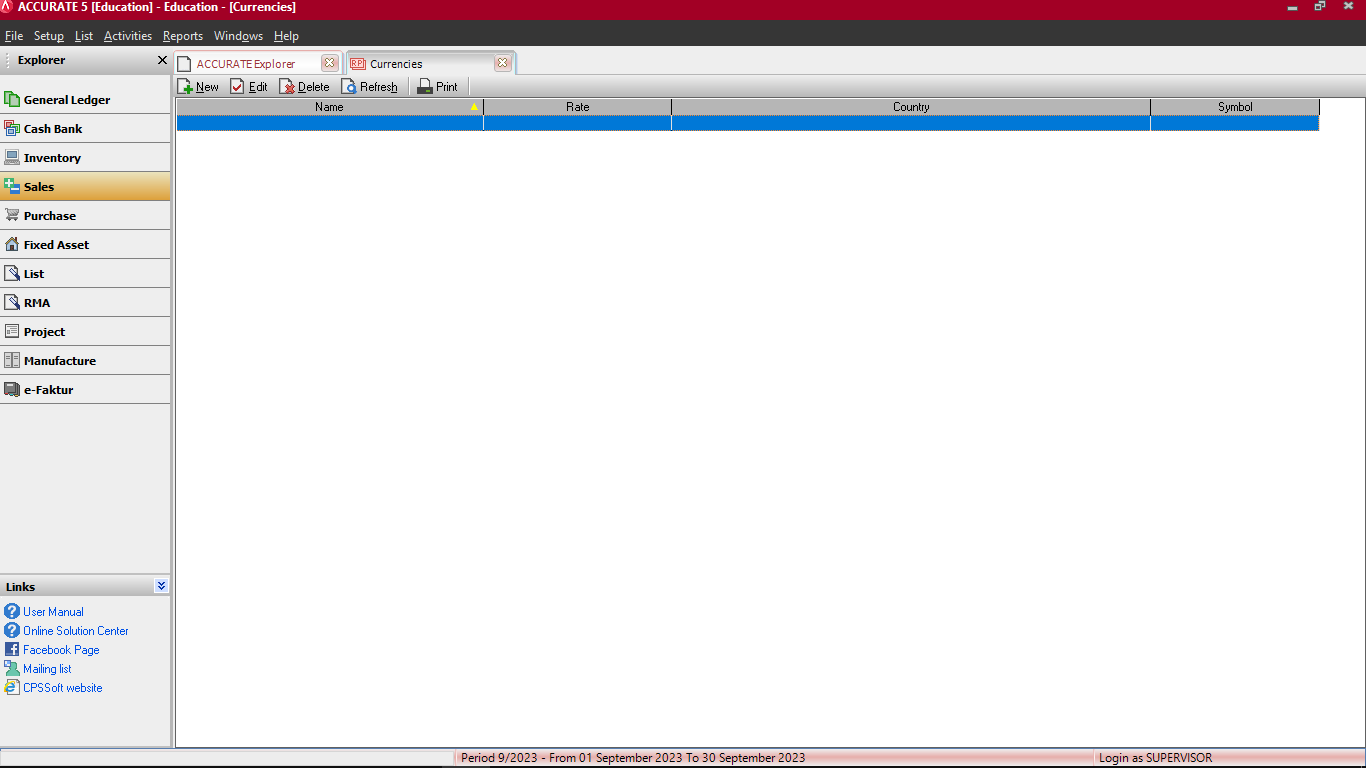 ACCURATE 5 [Education] - Education - [Currencies]
File Setup List Activities Reports Windows Help
Explorer
ACCURATE Explorer
Currencies
New Edit Delete Refresh Print
Name Rate Country Symbol
General Ledger
Cash Bank
Inventory
Sales
Purchase
Fixed Asset
List
RMA
Project
Manufacture
e-Faktur
Links
User Manual
Online Solution Center
Facebook Page
Mailing list
CPSSoft website
Period 9/2023 - From 01 September 2023 To 30 September 2023
Login as SUPERVISOR